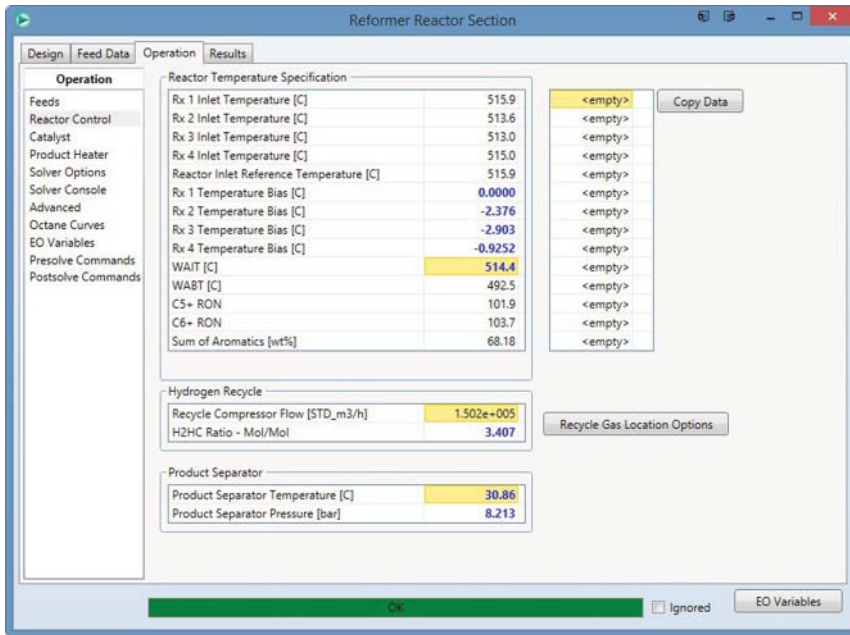 Reformer Reactor Section
Design Feed Data Operation Results
Operation
Feeds
Reactor Control
Catalyst
Product Heater
Solver Options
Solver Console
Advanced
Octane Curves
EO Variables
Presolve Commands
Postsolve Commands
Reactor Temperature Specification
Rx 1 Inlet Temperature [C] 515.9 <empty> Copy Data
Rx 2 Inlet Temperature [C] 513.6 <empty>
Rx 3 Inlet Temperature [C] 513.0 <empty>
Rx 4 Inlet Temperature [C] 515.0 <empty>
Reactor Inlet Reference Temperature [C] 515.9 <empty>
Rx 1 Temperature Bias [C] 0.0000 <empty>
Rx 2 Temperature Bias [C] -2.376 <empty>
Rx 3 Temperature Bias [C] -2.903 <empty>
Rx 4 Temperature Bias [C] -0.9252 <empty>
WAIT [C] 514.4 <empty>
WABT [C] 492.5 <empty>
C5+ RON 101.9 <empty>
C6+ RON 103.7 <empty>
Sum of Aromatics [wt%] 68.18 <empty>
Hydrogen Recycle
Recycle Compressor Flow [STD_m3/h] 1.502e+005
H2HC Ratio - Mol/Mol 3.407
Recycle Gas Location Options
Product Separator
Product Separator Temperature [C] 30.86
Product Separator Pressure [bar] 8.213
OK Ignored EO Variables